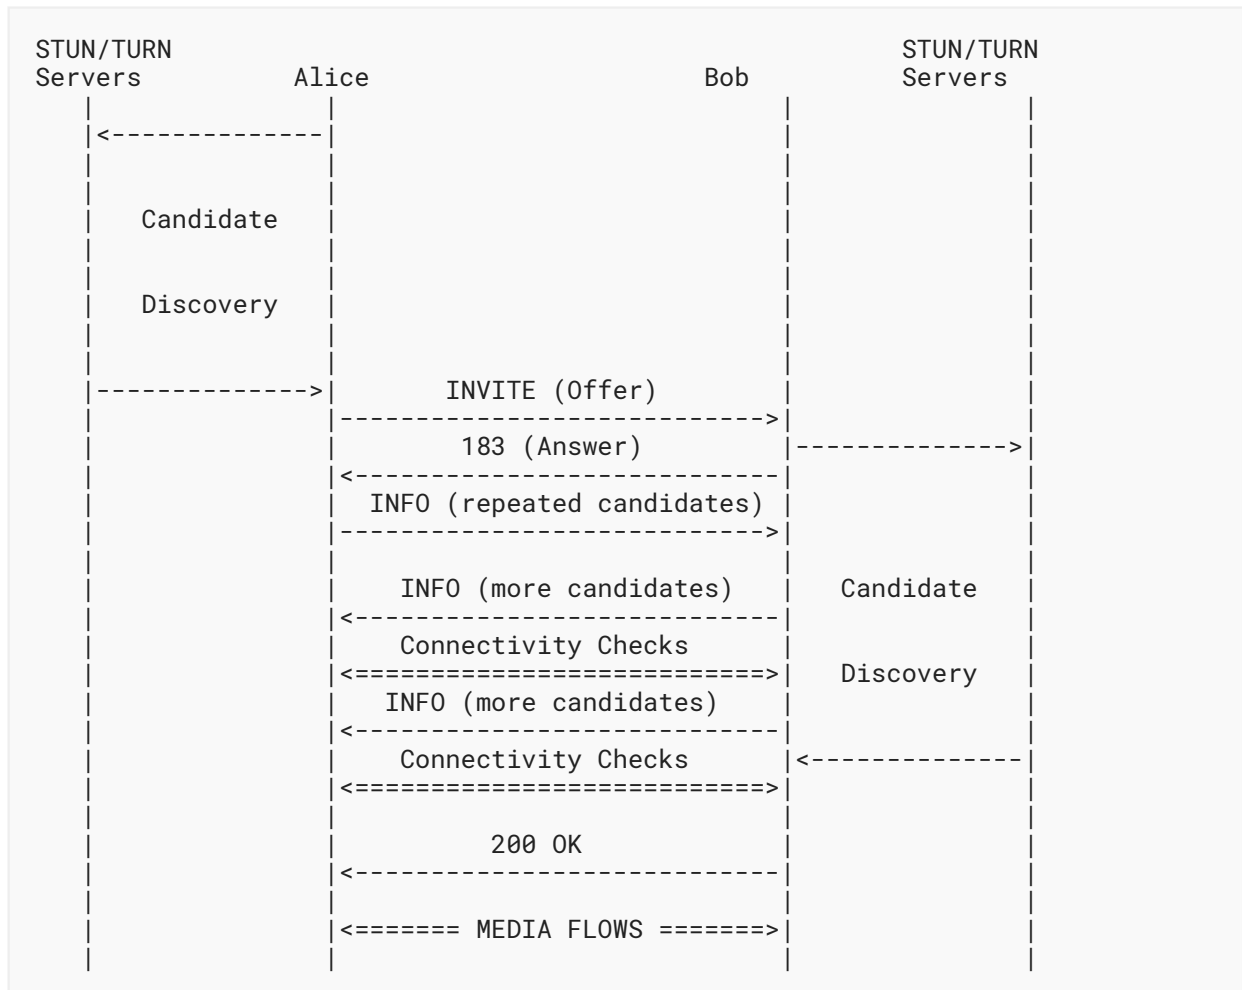 STUN/TURN                                                STUN/TURN
Servers          Alice                      Bob          Servers
   |               |                             |               |
   |<--------------|                             |               |
   |               |                             |               |
   |               |                             |               |
   |   Candidate   |                             |               |
   |               |                             |               |
   |               |                             |               |
   |   Discovery   |                             |               |
   |               |                             |               |
   |               |                             |               |
   |-------------->|       INVITE (Offer)        |               |
   |               |---------------------------->|               |
   |               |        183 (Answer)         |-------------->|
   |               |<----------------------------|               |
   |               |  INFO (repeated candidates) |               |
   |               |---------------------------->|               |
   |               |                             |               |
   |               |    INFO (more candidates)   |   Candidate   |
   |               |<----------------------------|               |
   |               |    Connectivity Checks      |               |
   |               |<===========================>|   Discovery   |
   |               |   INFO (more candidates)    |               |
   |               |<----------------------------|               |
   |               |    Connectivity Checks      |<--------------|
   |               |<===========================>|               |
   |               |                             |               |
   |               |          200 OK             |               |
   |               |<----------------------------|               |
   |               |                             |               |
   |               |<======= MEDIA FLOWS =======>|               |
   |               |                             |               |